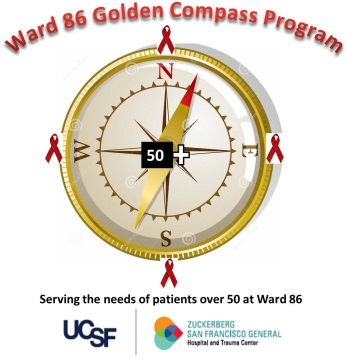 Ward 86 Golden Compass Program
N
W
50 +
E
S
Serving the needs of patients over 50 at Ward 86
UCSF
ZUCKERBERG
SAN FRANCISCO GENERAL
Hospital and Trauma Center